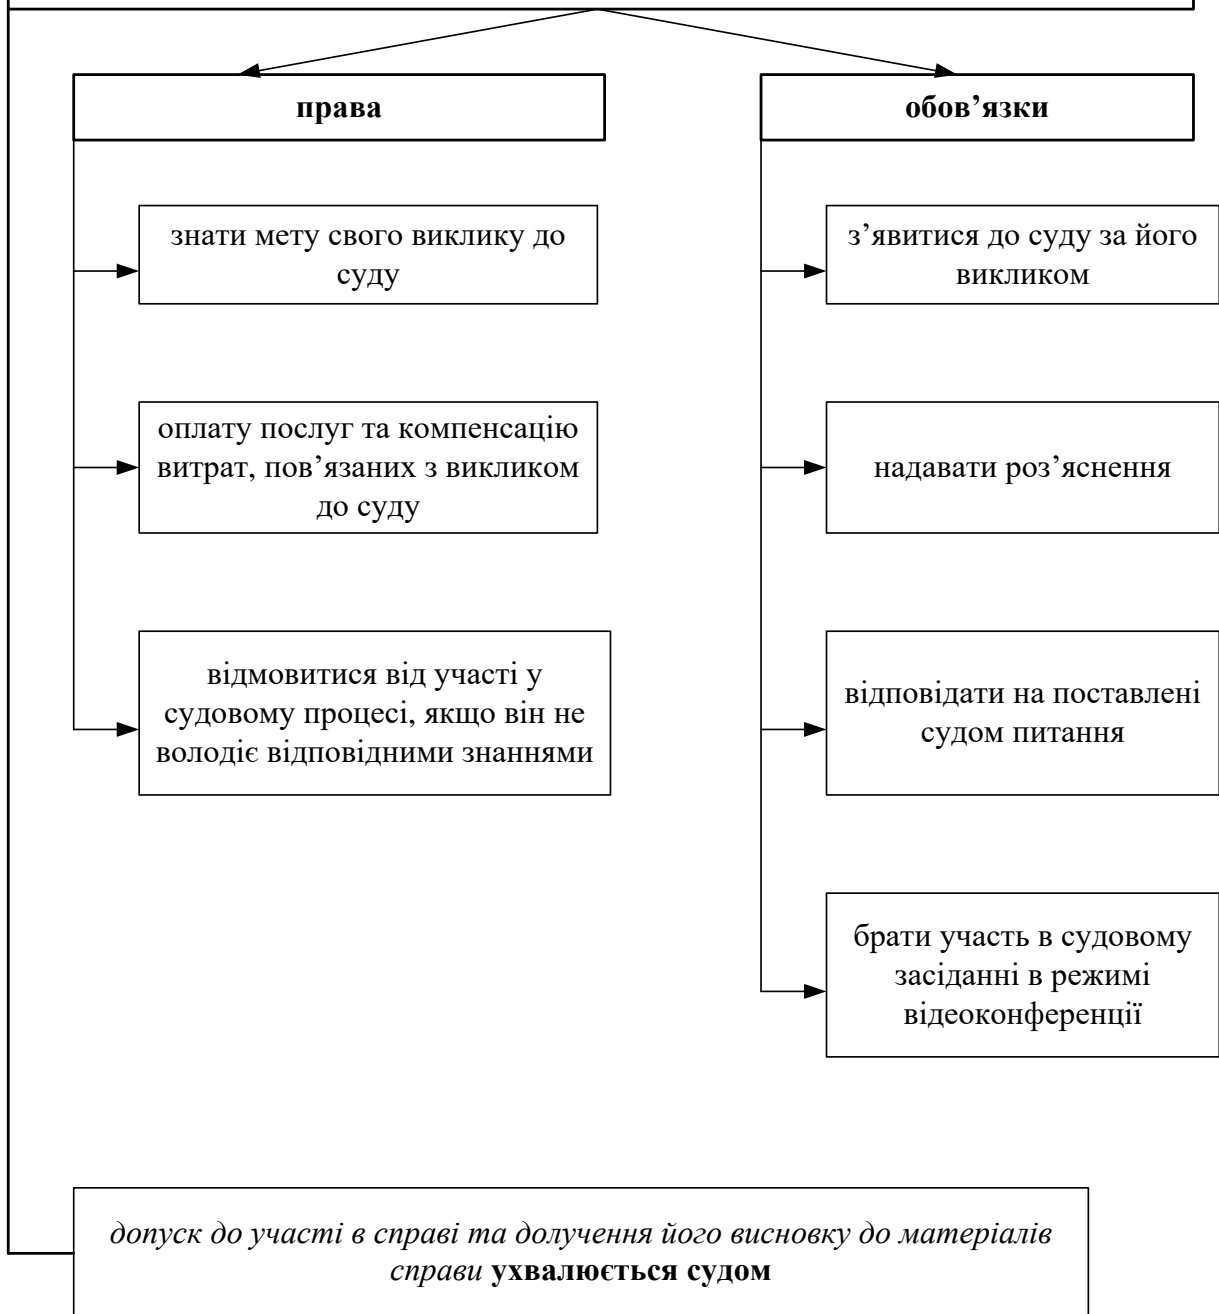 права
знати мету свого виклику до
суду
оплату послуг та компенсацію
витрат, пов’язаних з викликом
до суду
відмовитися від участі у
судовому процесі, якщо він не
володіє відповідними знаннями
обов’язки
з’явитися до суду за його
викликом
надавати роз’яснення
відповідати на поставлені
судом питання
брати участь в судовому
засіданні в режимі
відеоконференції
допуск до участі в справі та долучення його висновку до матеріалів
справи ухвалюється судом